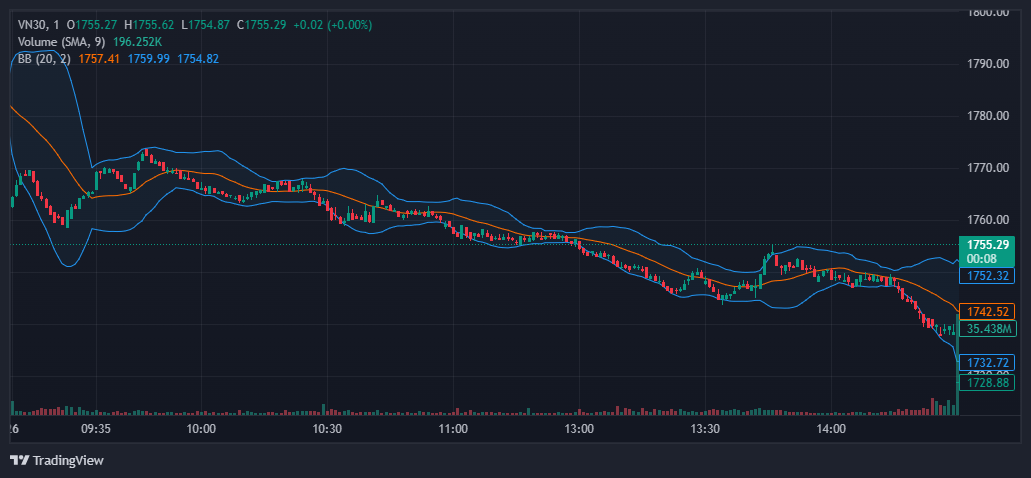 1800.00
VN30, 1 O1755.27 H1755.62 L1754.87 C1755.29 +0.02 (+0.00%)
Volume (SMA, 9) 196.252K
BB (20, 2) 1757.41 1759.99 1754.82
1790.00
1780.00
1770.00
1760.00
1755.29
00:08
1752.32
1742.52
35.438M
1732.72
1728.88
26 09:35 10:00 10:30 11:00 13:00 13:30 14:00
TradingView